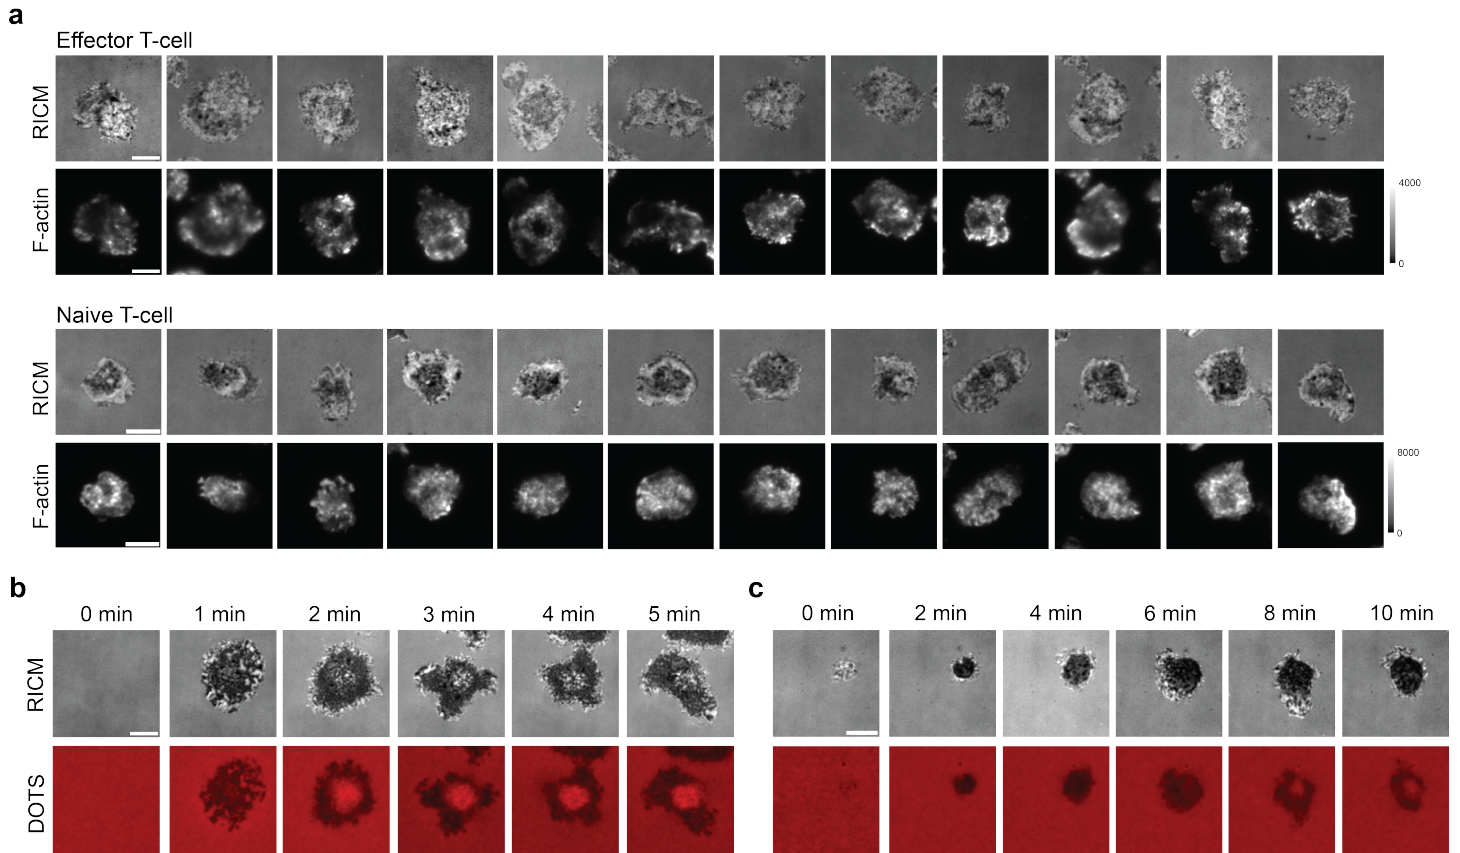 a
Effector T-cell
RICM
F-actin
4000
0
Naive T-cell
RICM
F-actin
8000
0
b
0 min 1 min 2 min 3 min 4 min 5 min
RICM
DOTS
c
0 min 2 min 4 min 6 min 8 min 10 min